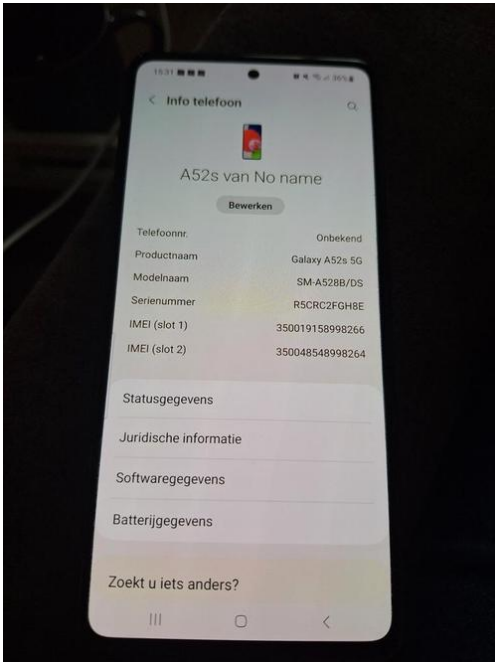 15:31
36%
Info telefoon
A52s van No name
Bewerken
Telefoonnr. Onbekend
Productnaam Galaxy A52s 5G
Modelnaam SM-A528B/DS
Serienummer R5CRC2FGH8E
IMEI (slot 1) 350019158998266
IMEI (slot 2) 350048548998264
Statusgegevens
Juridische informatie
Softwaregegevens
Batterijgegevens
Zoekt u iets anders?